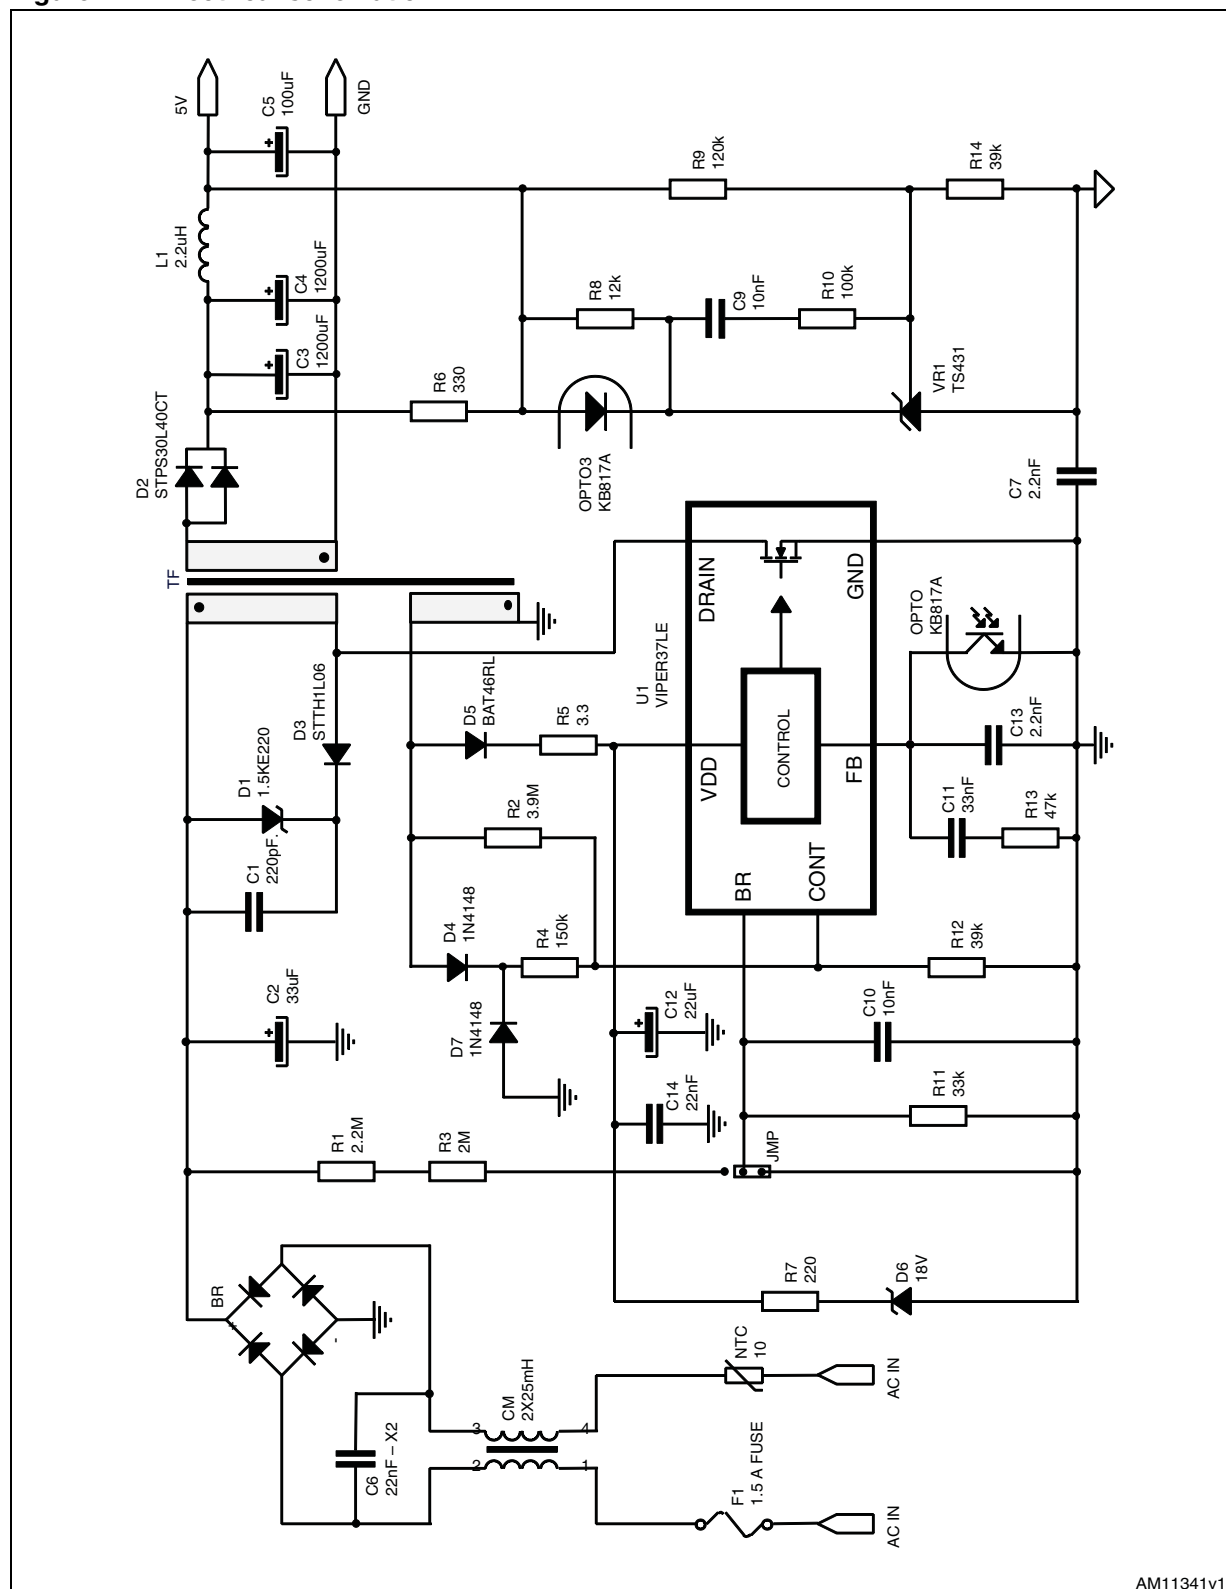 5V
C5
100uF
GND
R9
120k
R14
39k
L1
2.2uH
C4
1200uF
R8
12k
C9
10nF
R10
100k
C3
1200uF
R6
330
VR1
TS431
D2
STPS30L40CT
OPTO3
KB817A
C7
2.2nF
TF
DRAIN
GND
OPTO
KB817A
U1
VIPER37LE
D3
STTH1L06
D5
BAT46RL
R5
3.3
VDD
CONTROL
FB
C13
2.2nF
D1
1.5KE220
R2
3.9M
C11
33nF
R13
47k
C1
220pF.
BR
CONT
D4
1N4148
R4
150k
R12
39k
C2
33uF
D7
1N4148
C12
22uF
C10
10nF
C14
22nF
R11
33k
R1
2.2M
R3
2M
JMP
BR
+
-
R7
220
D6
18V
NTC
10
AC IN
CM
2X25mH
3
4
2
1
C6
22nF – X2
F1
1.5 A FUSE
AC IN
AM11341v1